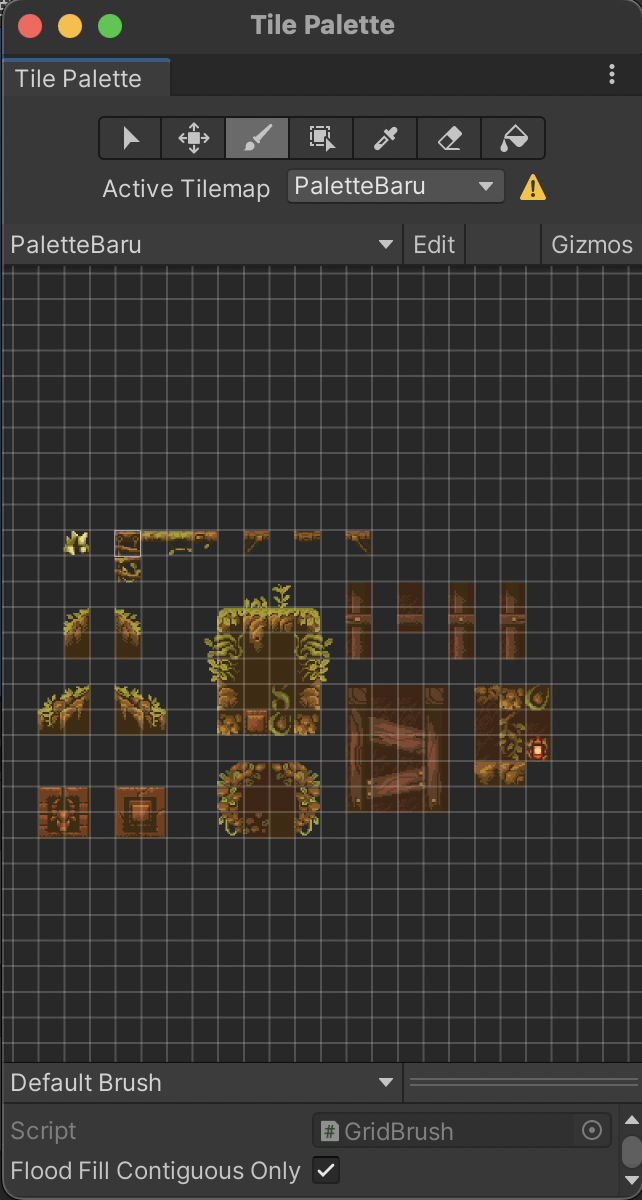 Tile Palette
Tile Palette
Active Tilemap PaletteBaru
PaletteBaru Edit Gizmos
Default Brush
Script # GridBrush
Flood Fill Contiguous Only